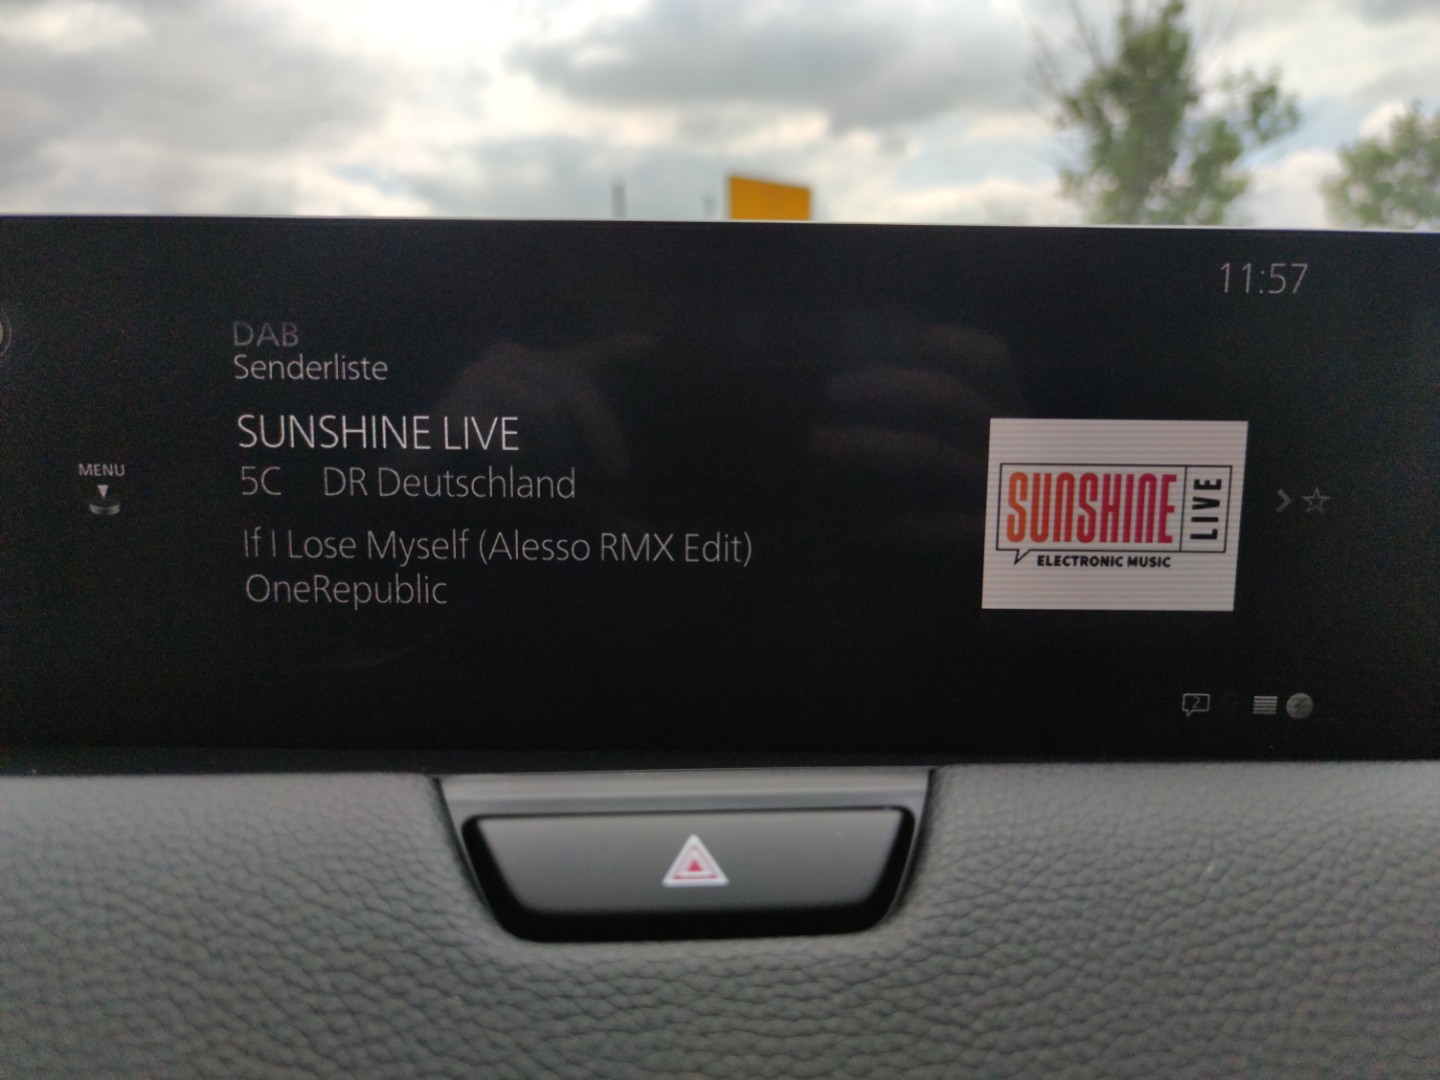 11:57
DAB
Senderliste
SUNSHINE LIVE
5C DR Deutschland
If I Lose Myself (Alesso RMX Edit)
OneRepublic
MENU
SUNSHINE LIVE
ELECTRONIC MUSIC
2